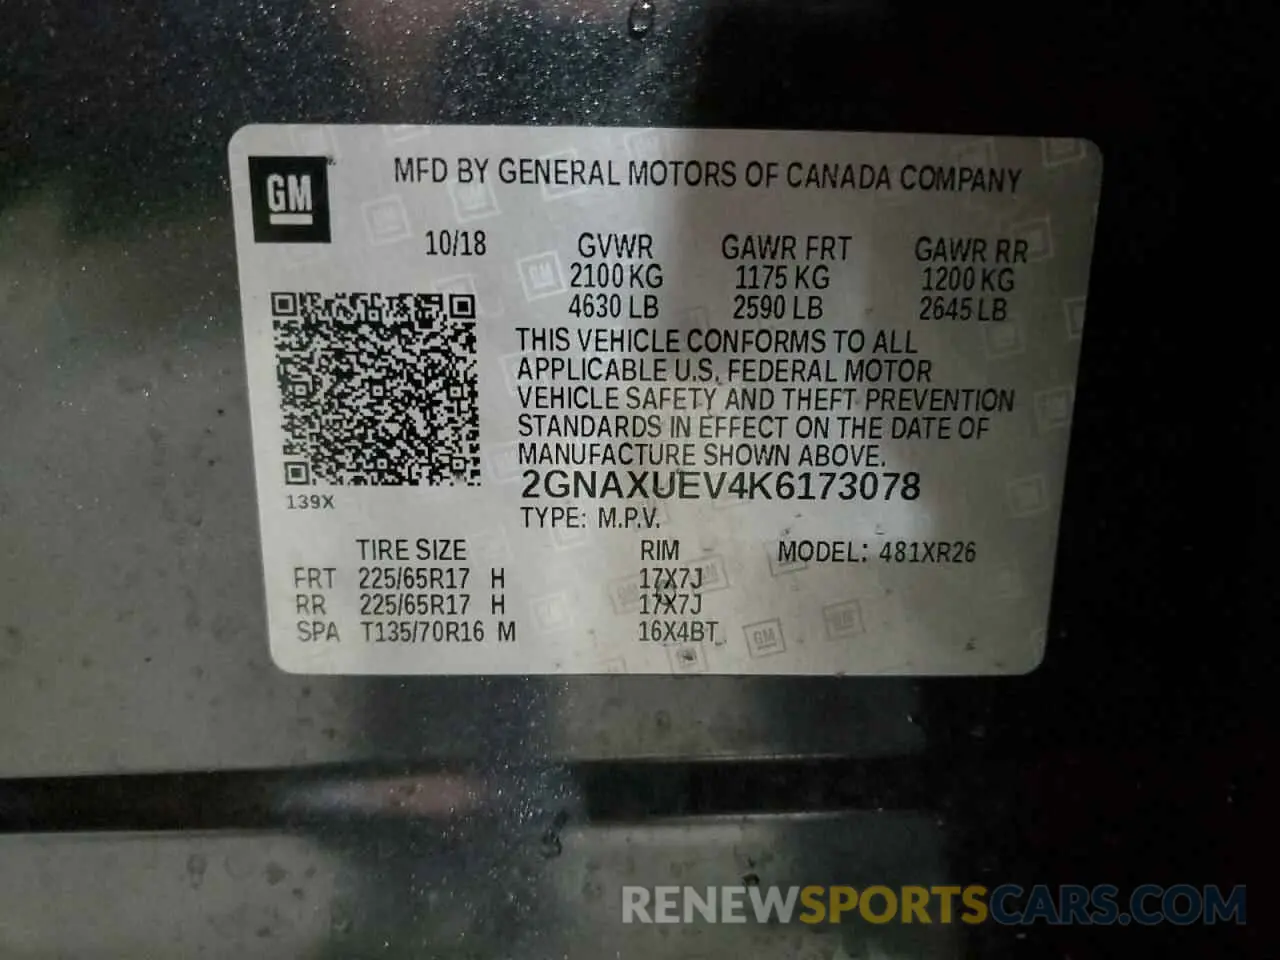 GM
MFD BY GENERAL MOTORS OF CANADA COMPANY
10/18 GVWR GAWR FRT GAWR RR
2100 KG 1175 KG 1200 KG
4630 LB 2590 LB 2645 LB
THIS VEHICLE CONFORMS TO ALL
APPLICABLE U.S. FEDERAL MOTOR
VEHICLE SAFETY AND THEFT PREVENTION
STANDARDS IN EFFECT ON THE DATE OF
MANUFACTURE SHOWN ABOVE.
2GNAXUEV4K6173078
139X
TYPE: M.P.V.
TIRE SIZE RIM MODEL: 481XR26
FRT 225/65R17 H 17X7J
RR 225/65R17 H 17X7J
SPA T135/70R16 M 16X4BT
RENEWSPORTSCARS.COM